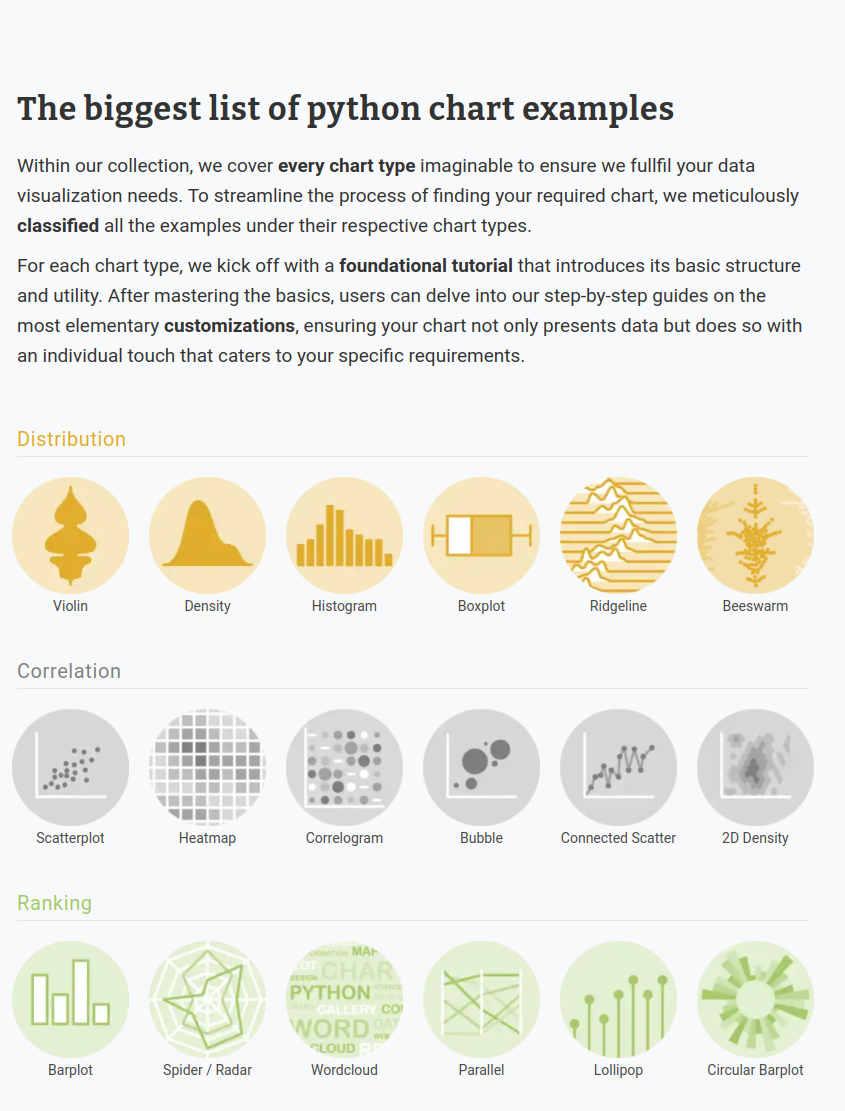 The biggest list of python chart examples
Within our collection, we cover every chart type imaginable to ensure we fullfil your data
visualization needs. To streamline the process of finding your required chart, we meticulously
classified all the examples under their respective chart types.
For each chart type, we kick off with a foundational tutorial that introduces its basic structure
and utility. After mastering the basics, users can delve into our step-by-step guides on the
most elementary customizations, ensuring your chart not only presents data but does so with
an individual touch that caters to your specific requirements.
Distribution
Violin Density Histogram Boxplot Ridgeline Beeswarm
Correlation
Scatterplot Heatmap Correlogram Bubble Connected Scatter 2D Density
Ranking
MAP
CHAR
DESIGN
PYTHON
GALLERY
WORD
CLOUD
Barplot Spider / Radar Wordcloud Parallel Lollipop Circular Barplot